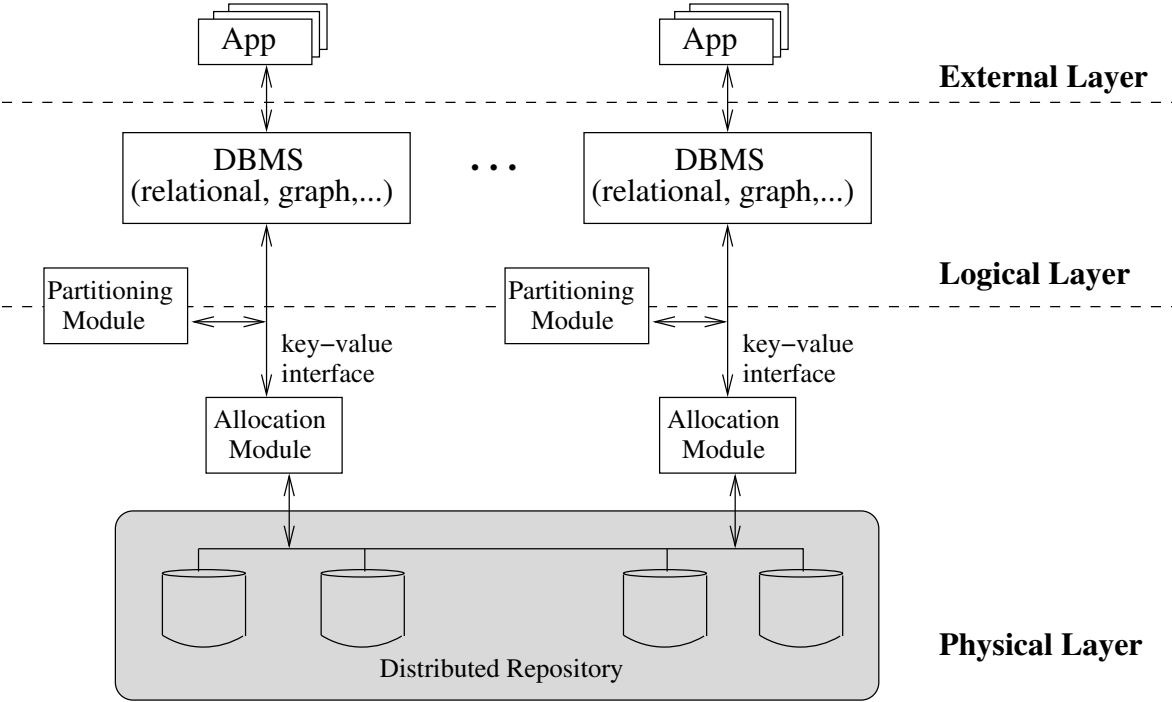 App
App
External Layer
DBMS
(relational, graph,...)
...
DBMS
(relational, graph,...)
Logical Layer
Partitioning
Module
Partitioning
Module
key−value
interface
key−value
interface
Allocation
Module
Allocation
Module
Physical Layer
Distributed Repository